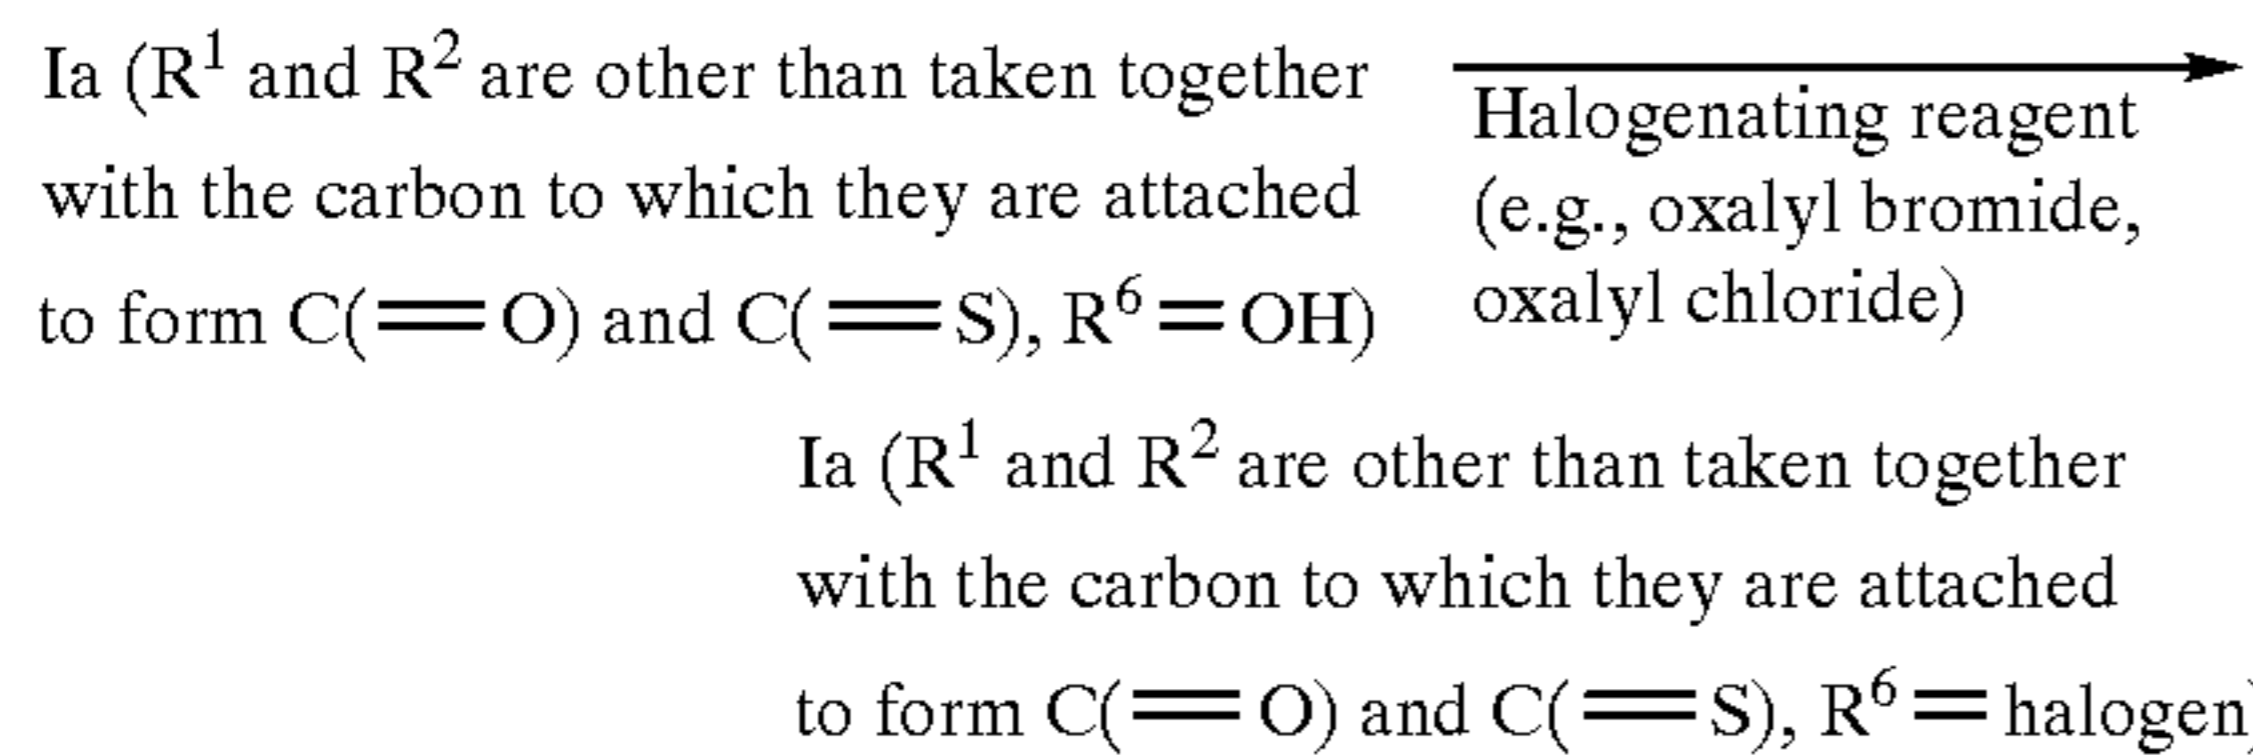 Ia (R¹ and R² are other than taken together
with the carbon to which they are attached
to form C(=O) and C(=S), R⁶=OH)
Halogenating reagent
(e.g., oxalyl bromide,
oxalyl chloride)
Ia (R¹ and R² are other than taken together
with the carbon to which they are attached
to form C(=O) and C(=S), R⁶=halogen)